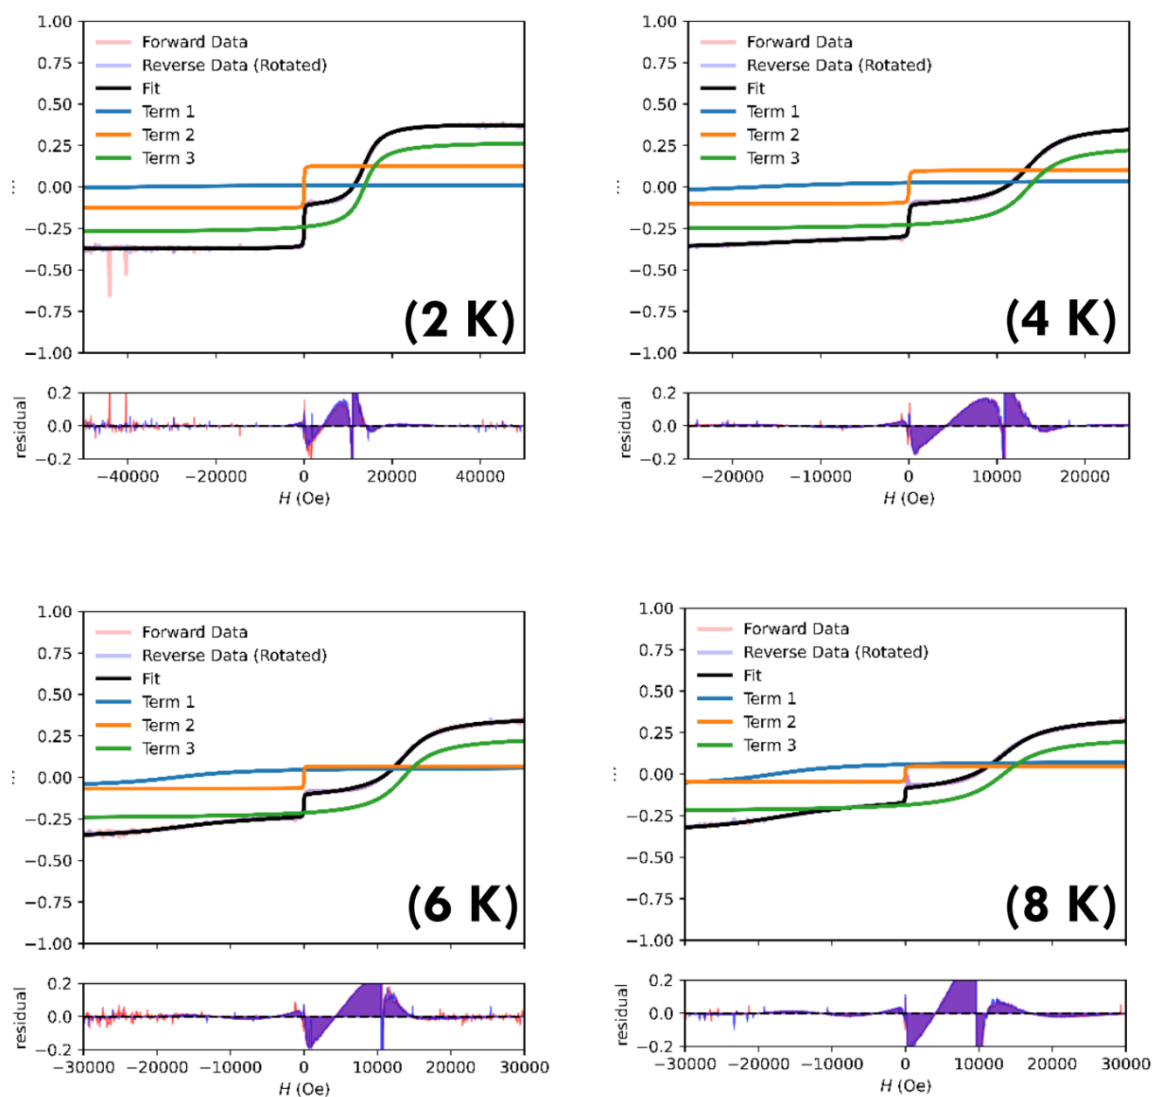 1.00
0.75
0.50
0.25
0.00
−0.25
−0.50
−0.75
−1.00
...
Forward Data
Reverse Data (Rotated)
Fit
Term 1
Term 2
Term 3
(2 K)
0.2
0.0
−0.2
residual
−40000 −20000 0 20000 40000
H (Oe)
1.00
0.75
0.50
0.25
0.00
−0.25
−0.50
−0.75
−1.00
...
Forward Data
Reverse Data (Rotated)
Fit
Term 1
Term 2
Term 3
(4 K)
0.2
0.0
−0.2
residual
−20000 −10000 0 10000 20000
H (Oe)
1.00
0.75
0.50
0.25
0.00
−0.25
−0.50
−0.75
−1.00
...
Forward Data
Reverse Data (Rotated)
Fit
Term 1
Term 2
Term 3
(6 K)
0.2
0.0
−0.2
residual
−30000 −20000 −10000 0 10000 20000 30000
H (Oe)
1.00
0.75
0.50
0.25
0.00
−0.25
−0.50
−0.75
−1.00
...
Forward Data
Reverse Data (Rotated)
Fit
Term 1
Term 2
Term 3
(8 K)
0.2
0.0
−0.2
residual
−30000 −20000 −10000 0 10000 20000 30000
H (Oe)